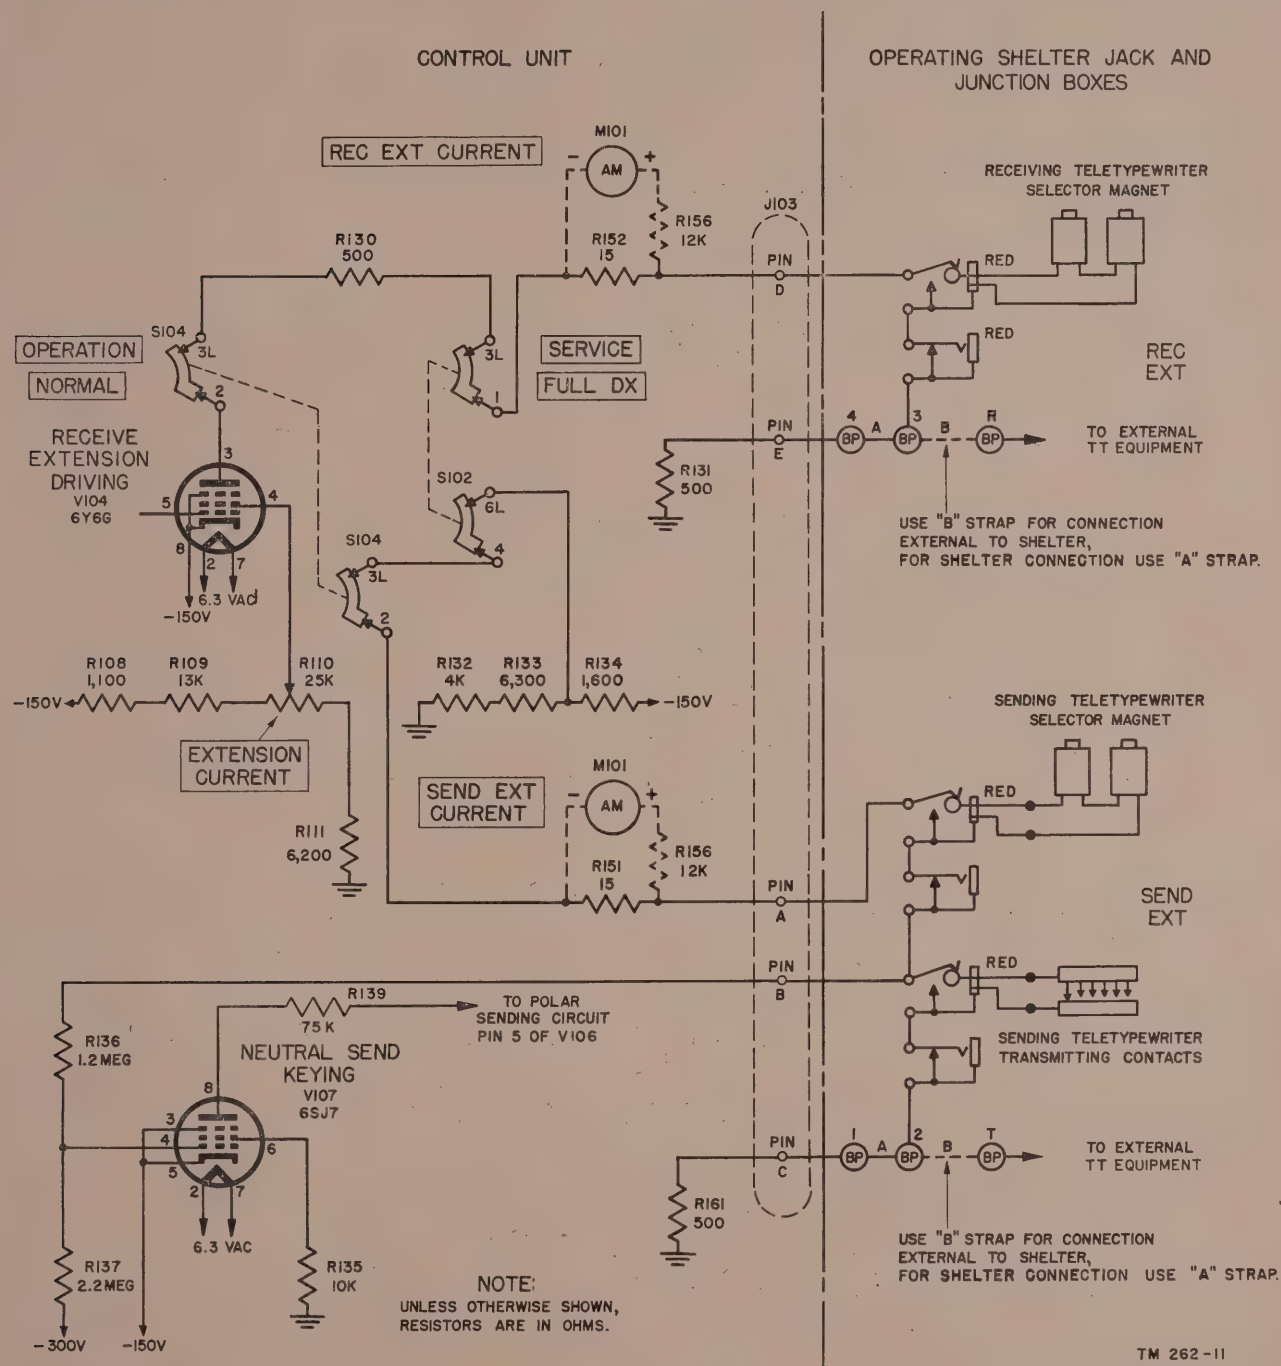 CONTROL UNIT
OPERATING SHELTER JACK AND
JUNCTION BOXES
REC EXT CURRENT
M101
-
+
AM
R156
12K
R152
15
R130
500
J103
PIN
D
RECEIVING TELETYPEWRITER
SELECTOR MAGNET
RED
RED
REC
EXT
OPERATION
NORMAL
S104
3L
2
3L
1
SERVICE
FULL DX
RECEIVE
EXTENSION
DRIVING
V104
6Y6G
3
5
4
8
2
7
6.3 VAC
-150V
S102
6L
4
S104
3L
2
R131
500
PIN
E
4
A
3
B
R
BP
BP
BP
TO EXTERNAL
TT EQUIPMENT
USE "B" STRAP FOR CONNECTION
EXTERNAL TO SHELTER,
FOR SHELTER CONNECTION USE "A" STRAP.
R108
1,100
R109
13K
R110
25K
-150V
EXTENSION
CURRENT
R111
6,200
R132
4K
R133
6,300
R134
1,600
-150V
SEND EXT
CURRENT
M101
-
+
AM
R156
12K
R151
15
PIN
A
SENDING TELETYPEWRITER
SELECTOR MAGNET
RED
SEND
EXT
PIN
B
RED
SENDING TELETYPEWRITER
TRANSMITTING CONTACTS
R139
75 K
TO POLAR
SENDING CIRCUIT
PIN 5 OF V106
R136
1.2 MEG
NEUTRAL SEND
KEYING
V107
6SJ7
8
3
4
5
6
2
7
6.3 VAC
R137
2.2 MEG
R135
10K
-300V
-150V
PIN
C
R161
500
1
A
2
B
T
BP
BP
BP
TO EXTERNAL
TT EQUIPMENT
USE "B" STRAP FOR CONNECTION
EXTERNAL TO SHELTER,
FOR SHELTER CONNECTION USE "A" STRAP.
NOTE:
UNLESS OTHERWISE SHOWN,
RESISTORS ARE IN OHMS.
TM 262-11